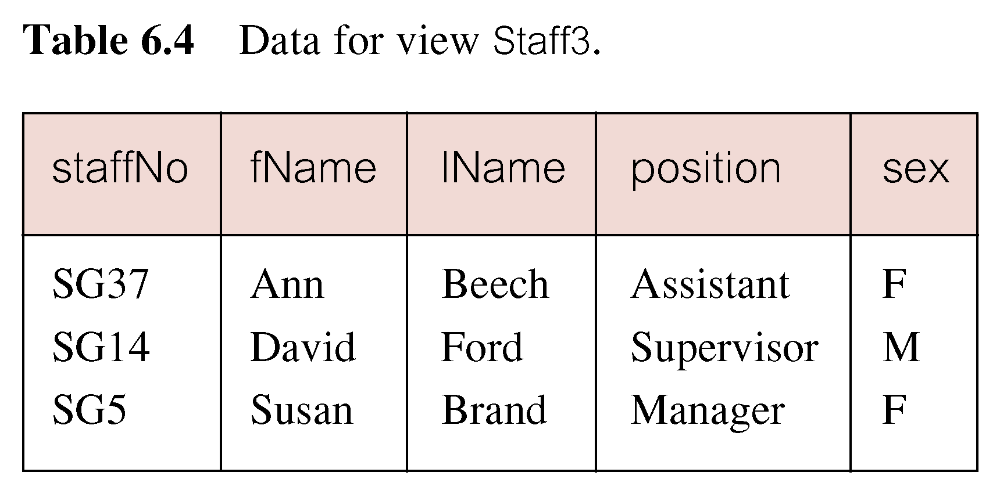 Table 6.4 Data for view Staff3.
staffNo fName lName position sex
SG37 Ann Beech Assistant F
SG14 David Ford Supervisor M
SG5 Susan Brand Manager F